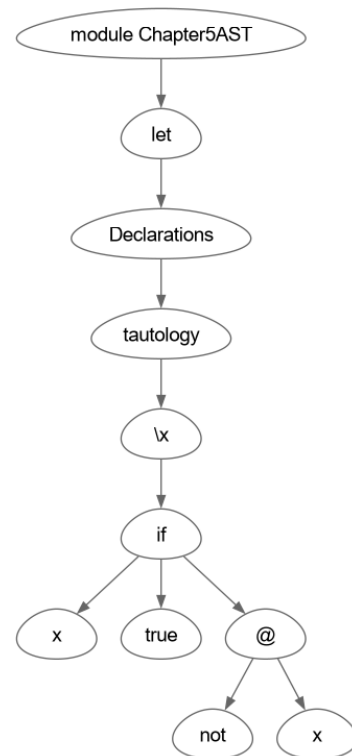 module Chapter5AST
let
Declarations
tautology
\x
if
x true @
not x